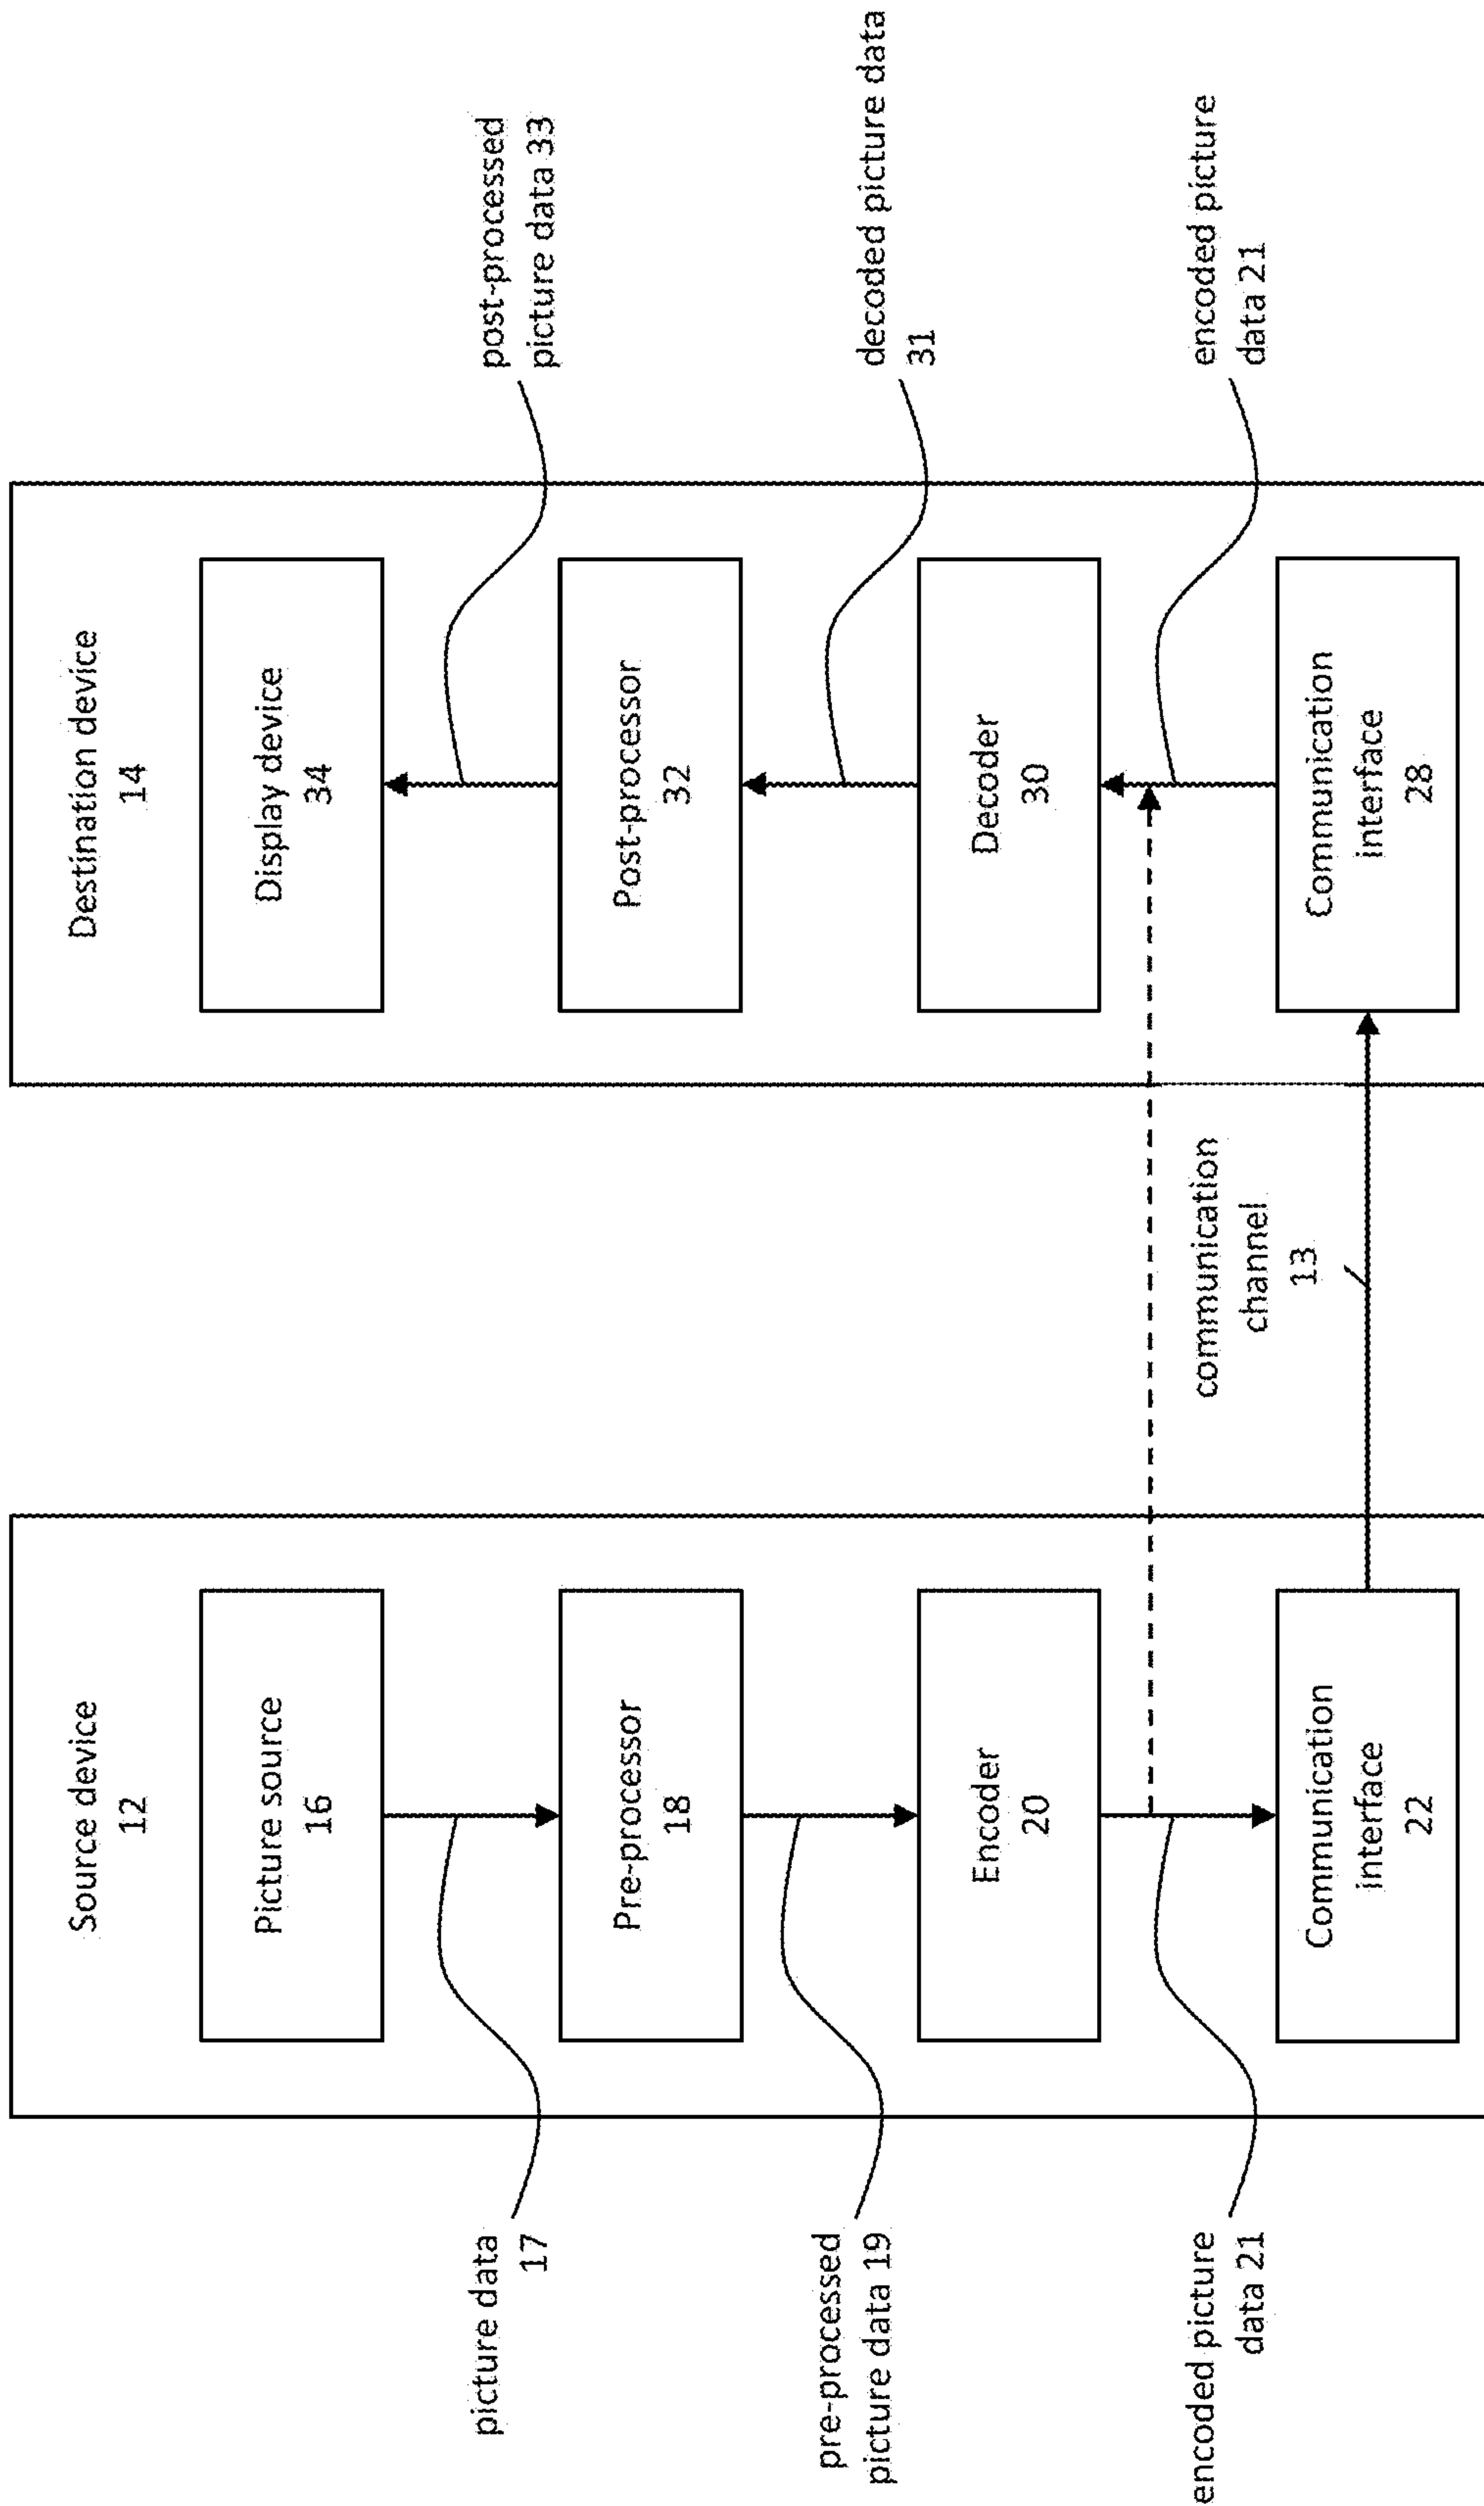 Source device
12
Picture source
16
picture data
17
Pre-processor
18
pre-processed
picture data 19
Encoder
20
encoded picture
data 21
Communication
interface
22
communication
channel
13
Destination device
14
Display device
34
post-processed
picture data 33
Post-processor
32
decoded picture data
31
Decoder
30
encoded picture
data 21
Communication
interface
28